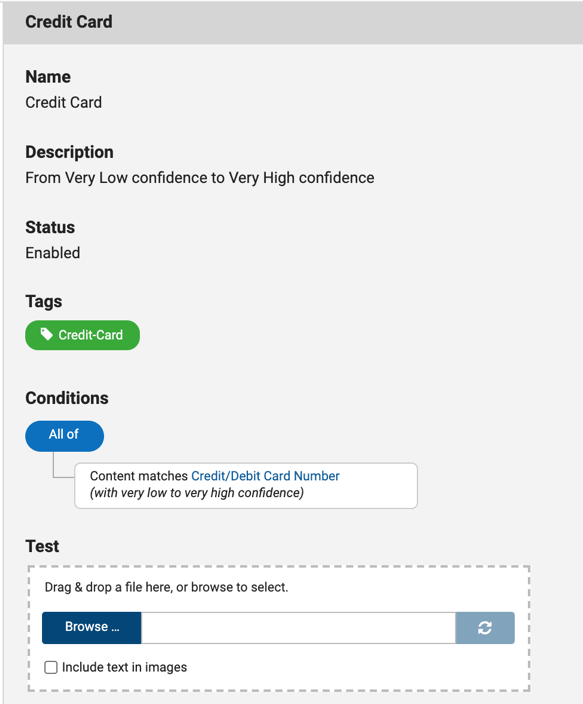 Credit Card
Name
Credit Card
Description
From Very Low confidence to Very High confidence
Status
Enabled
Tags
Credit-Card
Conditions
All of
Content matches Credit/Debit Card Number
(with very low to very high confidence)
Test
Drag & drop a file here, or browse to select.
Browse ...
Include text in images